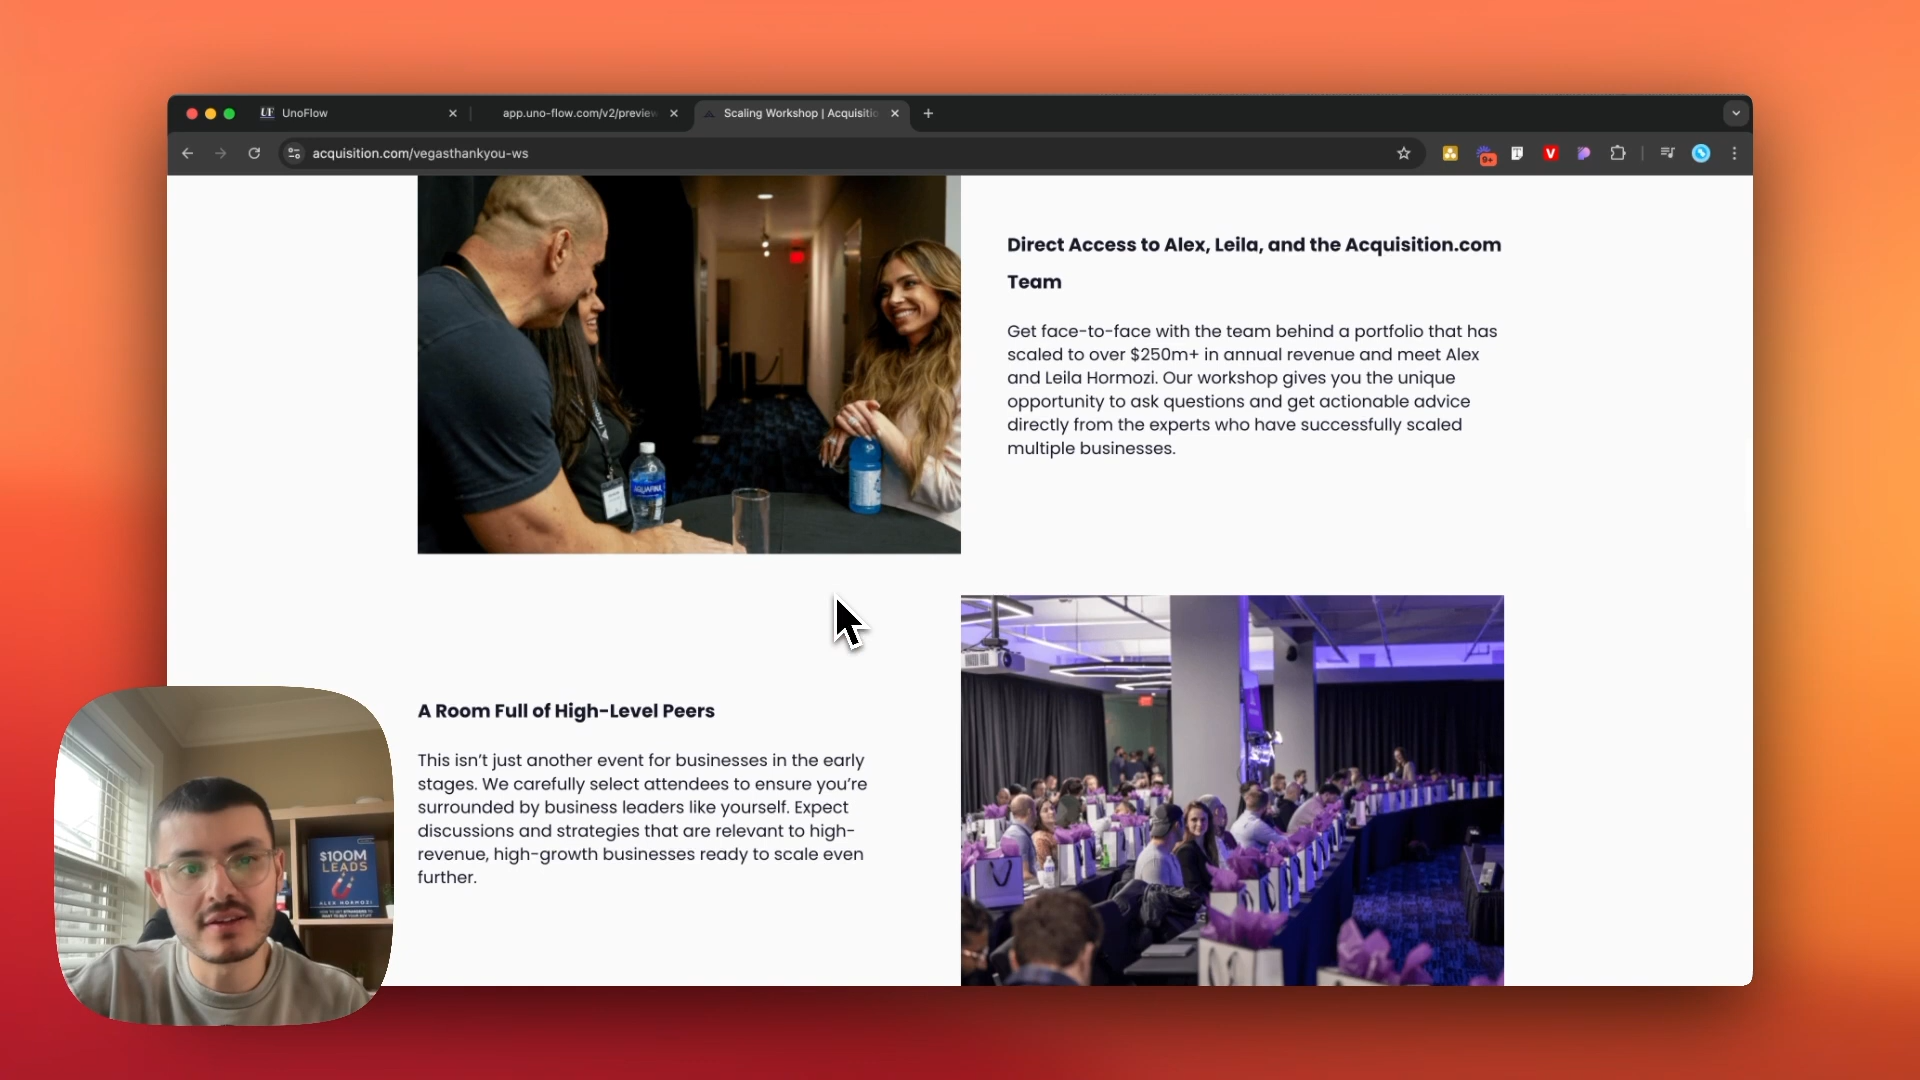 UnoFlow
app.uno-flow.com/v2/preview
Scaling Workshop | Acquisitio
acquisition.com/vegasthankyou-ws
9+
Direct Access to Alex, Leila, and the Acquisition.com
Team
Get face-to-face with the team behind a portfolio that has
scaled to over $250m+ in annual revenue and meet Alex
and Leila Hormozi. Our workshop gives you the unique
opportunity to ask questions and get actionable advice
directly from the experts who have successfully scaled
multiple businesses.
AQUAFINA
A Room Full of High-Level Peers
This isn’t just another event for businesses in the early
stages. We carefully select attendees to ensure you’re
surrounded by business leaders like yourself. Expect
discussions and strategies that are relevant to high-
revenue, high-growth businesses ready to scale even
further.
$100M
LEADS
ALEX HORMOZI